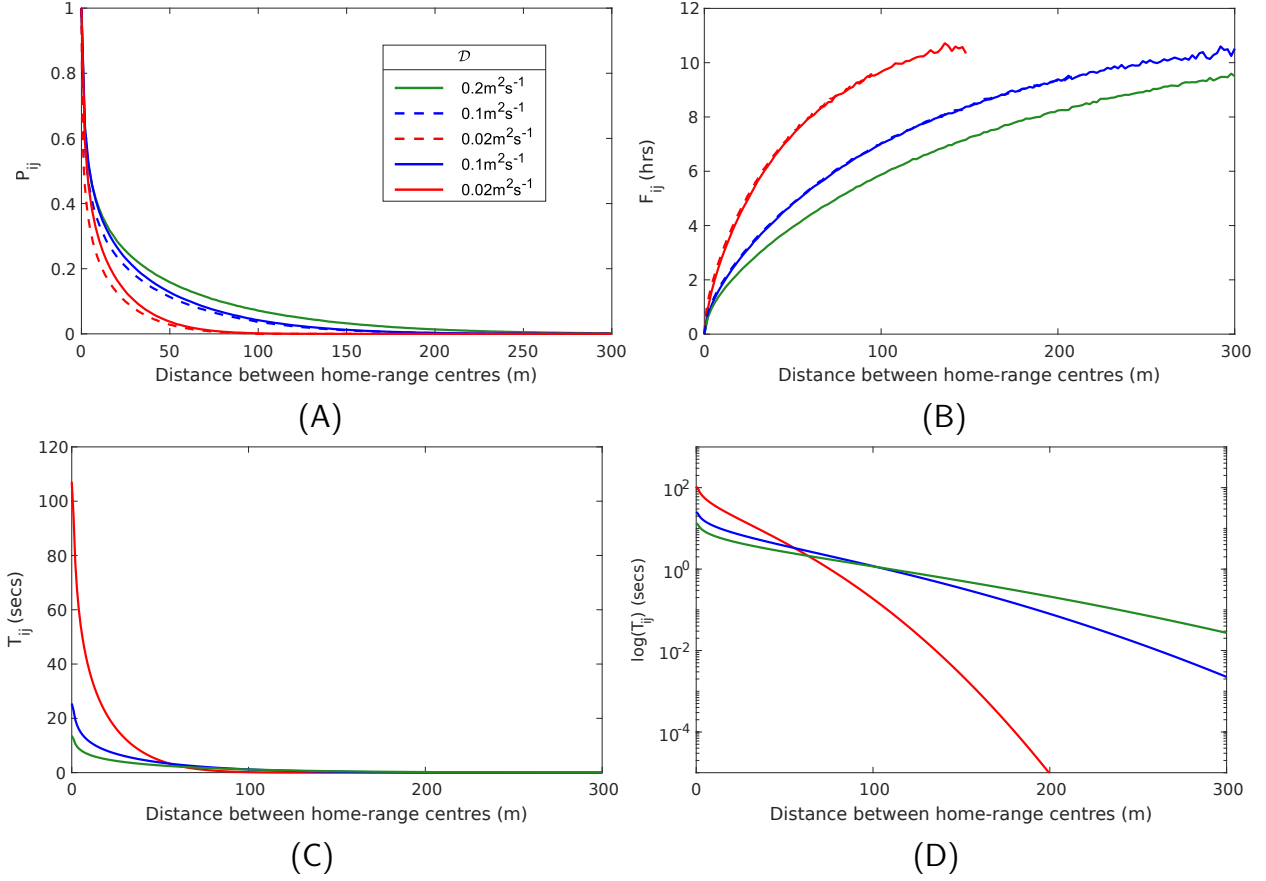 1
0.8
0.6
0.4
0.2
0
P_ij
0 50 100 150 200 250 300
Distance between home-range centres (m)
𝒟
0.2m²s⁻¹
0.1m²s⁻¹
0.02m²s⁻¹
0.1m²s⁻¹
0.02m²s⁻¹
(A)
12
10
8
6
4
2
0
F_ij (hrs)
0 100 200 300
Distance between home-range centres (m)
(B)
120
100
80
60
40
20
0
T_ij (secs)
0 100 200 300
Distance between home-range centres (m)
(C)
10²
10⁰
10⁻²
10⁻⁴
log(T_ij) (secs)
0 100 200 300
Distance between home-range centres (m)
(D)